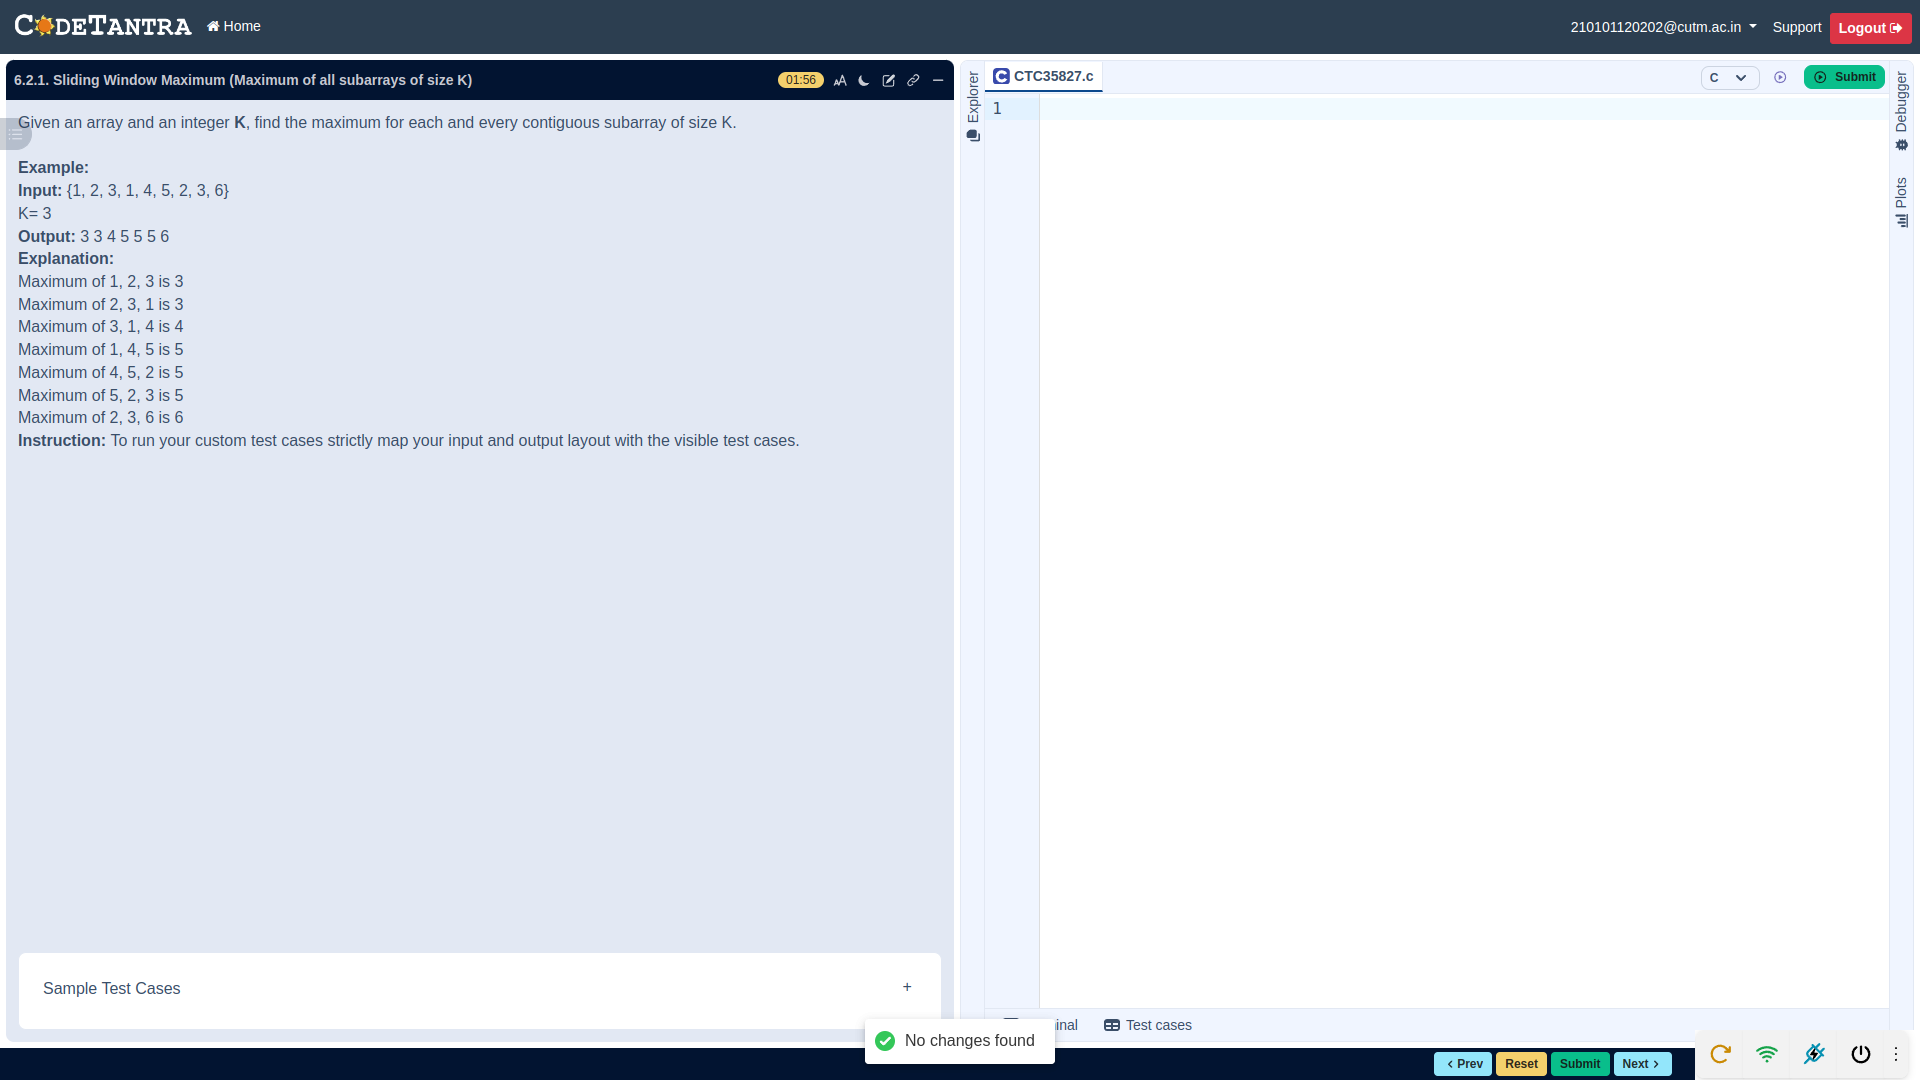 CODETANTRA
Home
210101120202@cutm.ac.in
Support
Logout
6.2.1. Sliding Window Maximum (Maximum of all subarrays of size K)
01:56
AA
Given an array and an integer K, find the maximum for each and every contiguous subarray of size K.
Example:
Input: {1, 2, 3, 1, 4, 5, 2, 3, 6}
K= 3
Output: 3 3 4 5 5 5 6
Explanation:
Maximum of 1, 2, 3 is 3
Maximum of 2, 3, 1 is 3
Maximum of 3, 1, 4 is 4
Maximum of 1, 4, 5 is 5
Maximum of 4, 5, 2 is 5
Maximum of 5, 2, 3 is 5
Maximum of 2, 3, 6 is 6
Instruction: To run your custom test cases strictly map your input and output layout with the visible test cases.
Sample Test Cases
+
Explorer
CTC35827.c
C
Submit
1
Debugger
Plots
Test cases
No changes found
Prev
Reset
Submit
Next